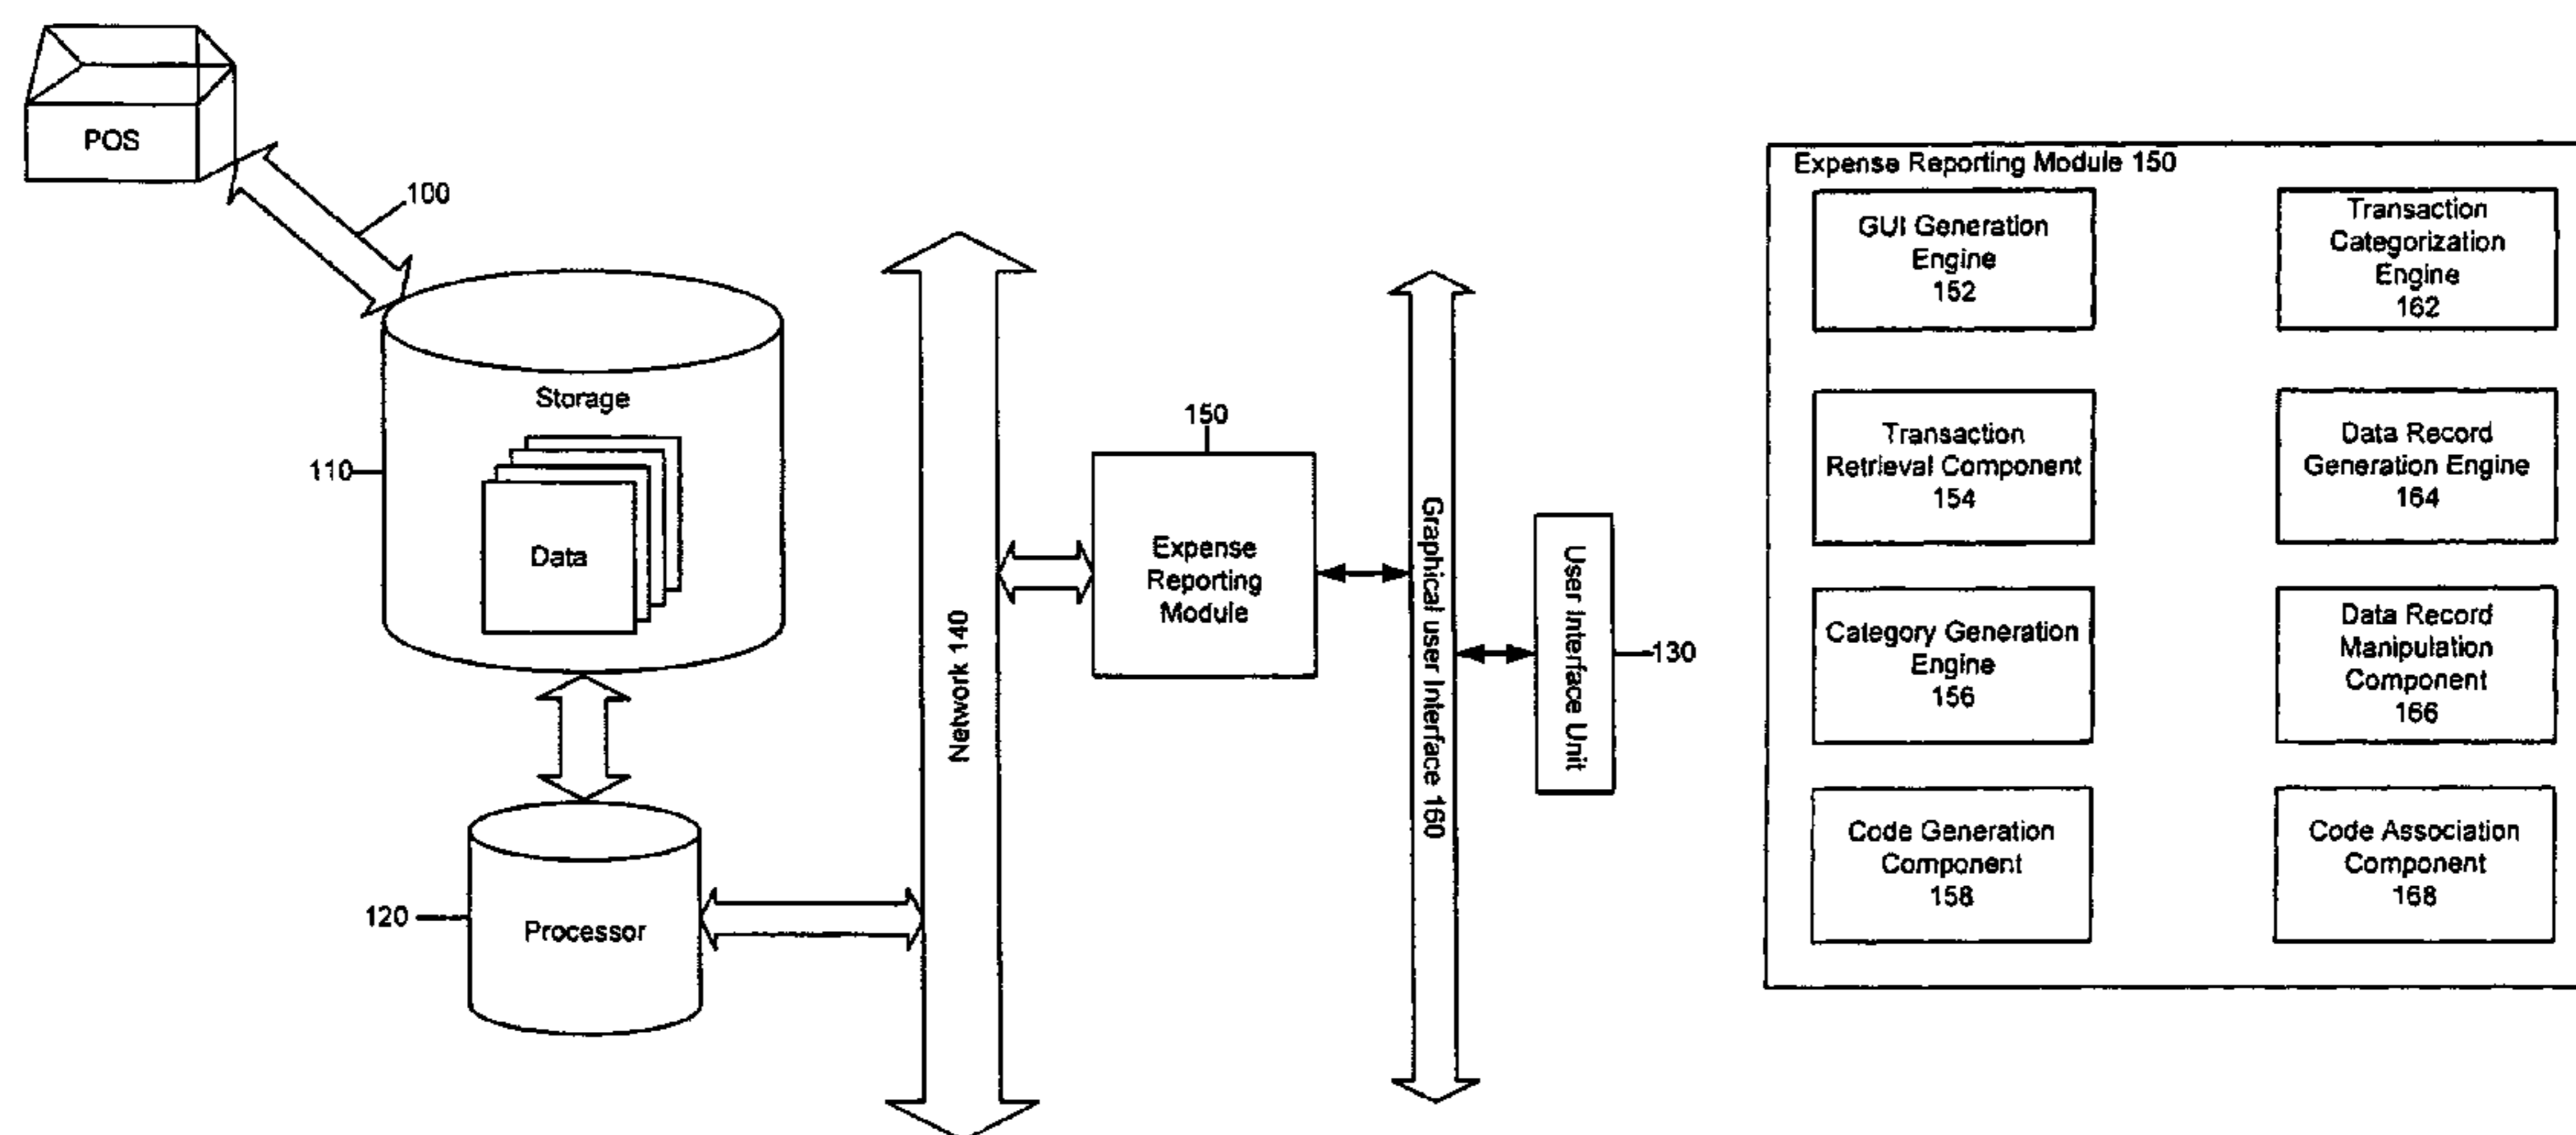 POS
100
Storage
110
Data
120
Processor
Network 140
150
Expense
Reporting
Module
Graphical user Interface 160
User Interface Unit
130
Expense Reporting Module 150
GUI Generation
Engine
152
Transaction
Categorization
Engine
162
Transaction
Retrieval Component
154
Data Record
Generation Engine
164
Category Generation
Engine
156
Data Record
Manipulation
Component
166
Code Generation
Component
158
Code Association
Component
168